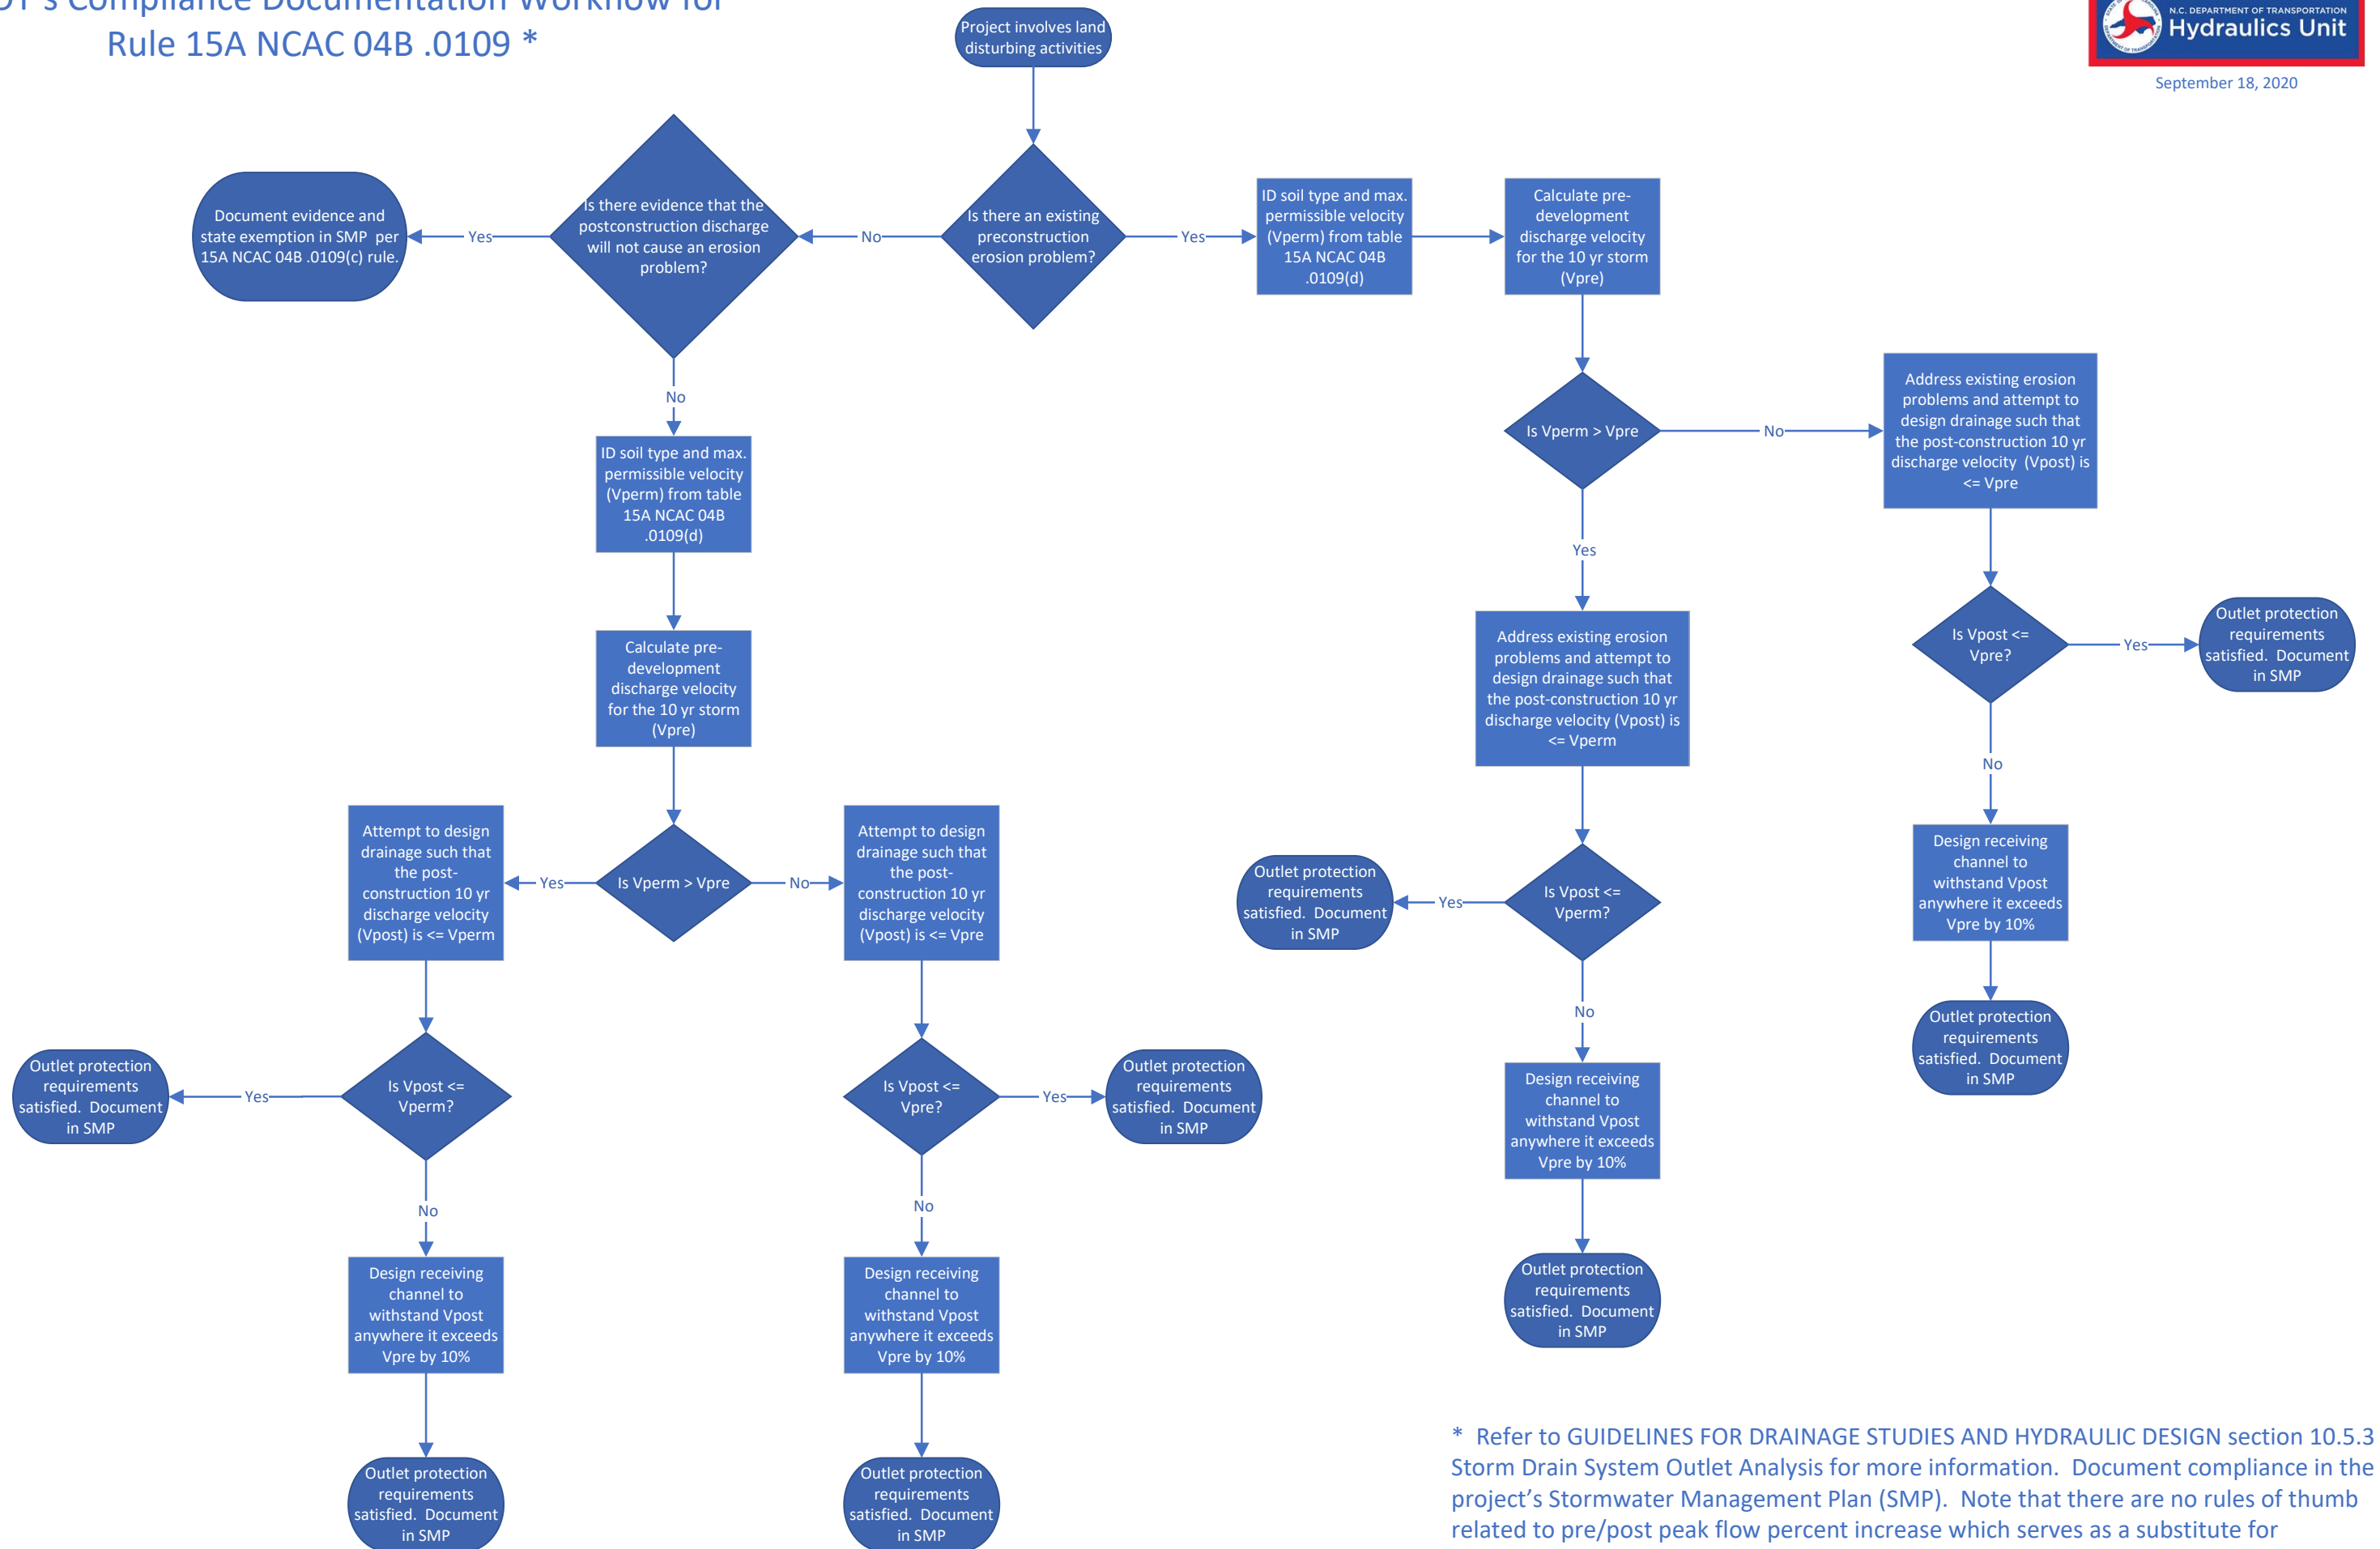 OT's Compliance Documentation Workflow for
Rule 15A NCAC 04B .0109 *
N.C. DEPARTMENT OF TRANSPORTATION
Hydraulics Unit
September 18, 2020
Project involves land
disturbing activities
Is there an existing
preconstruction
erosion problem?
No
Yes
Is there evidence that the
postconstruction discharge
will not cause an erosion
problem?
Yes
Document evidence and
state exemption in SMP per
15A NCAC 04B .0109(c) rule.
No
ID soil type and max.
permissible velocity
(Vperm) from table
15A NCAC 04B
.0109(d)
Calculate pre-
development
discharge velocity
for the 10 yr storm
(Vpre)
Is Vperm > Vpre
Yes
No
Attempt to design
drainage such that
the post-
construction 10 yr
discharge velocity
(Vpost) is <= Vperm
Is Vpost <=
Vperm?
Yes
Outlet protection
requirements
satisfied. Document
in SMP
No
Design receiving
channel to
withstand Vpost
anywhere it exceeds
Vpre by 10%
Outlet protection
requirements
satisfied. Document
in SMP
Attempt to design
drainage such that
the post-
construction 10 yr
discharge velocity
(Vpost) is <= Vpre
Is Vpost <=
Vpre?
Yes
Outlet protection
requirements
satisfied. Document
in SMP
No
Design receiving
channel to
withstand Vpost
anywhere it exceeds
Vpre by 10%
Outlet protection
requirements
satisfied. Document
in SMP
ID soil type and max.
permissible velocity
(Vperm) from table
15A NCAC 04B
.0109(d)
Calculate pre-
development
discharge velocity
for the 10 yr storm
(Vpre)
Is Vperm > Vpre
No
Yes
Address existing erosion
problems and attempt to
design drainage such that
the post-construction 10 yr
discharge velocity (Vpost) is
<= Vperm
Is Vpost <=
Vperm?
Yes
Outlet protection
requirements
satisfied. Document
in SMP
No
Design receiving
channel to
withstand Vpost
anywhere it exceeds
Vpre by 10%
Outlet protection
requirements
satisfied. Document
in SMP
Address existing erosion
problems and attempt to
design drainage such that
the post-construction 10 yr
discharge velocity (Vpost) is
<= Vpre
Is Vpost <=
Vpre?
Yes
Outlet protection
requirements
satisfied. Document
in SMP
No
Design receiving
channel to
withstand Vpost
anywhere it exceeds
Vpre by 10%
Outlet protection
requirements
satisfied. Document
in SMP
* Refer to GUIDELINES FOR DRAINAGE STUDIES AND HYDRAULIC DESIGN section 10.5.3
Storm Drain System Outlet Analysis for more information. Document compliance in the
project's Stormwater Management Plan (SMP). Note that there are no rules of thumb
related to pre/post peak flow percent increase which serves as a substitute for